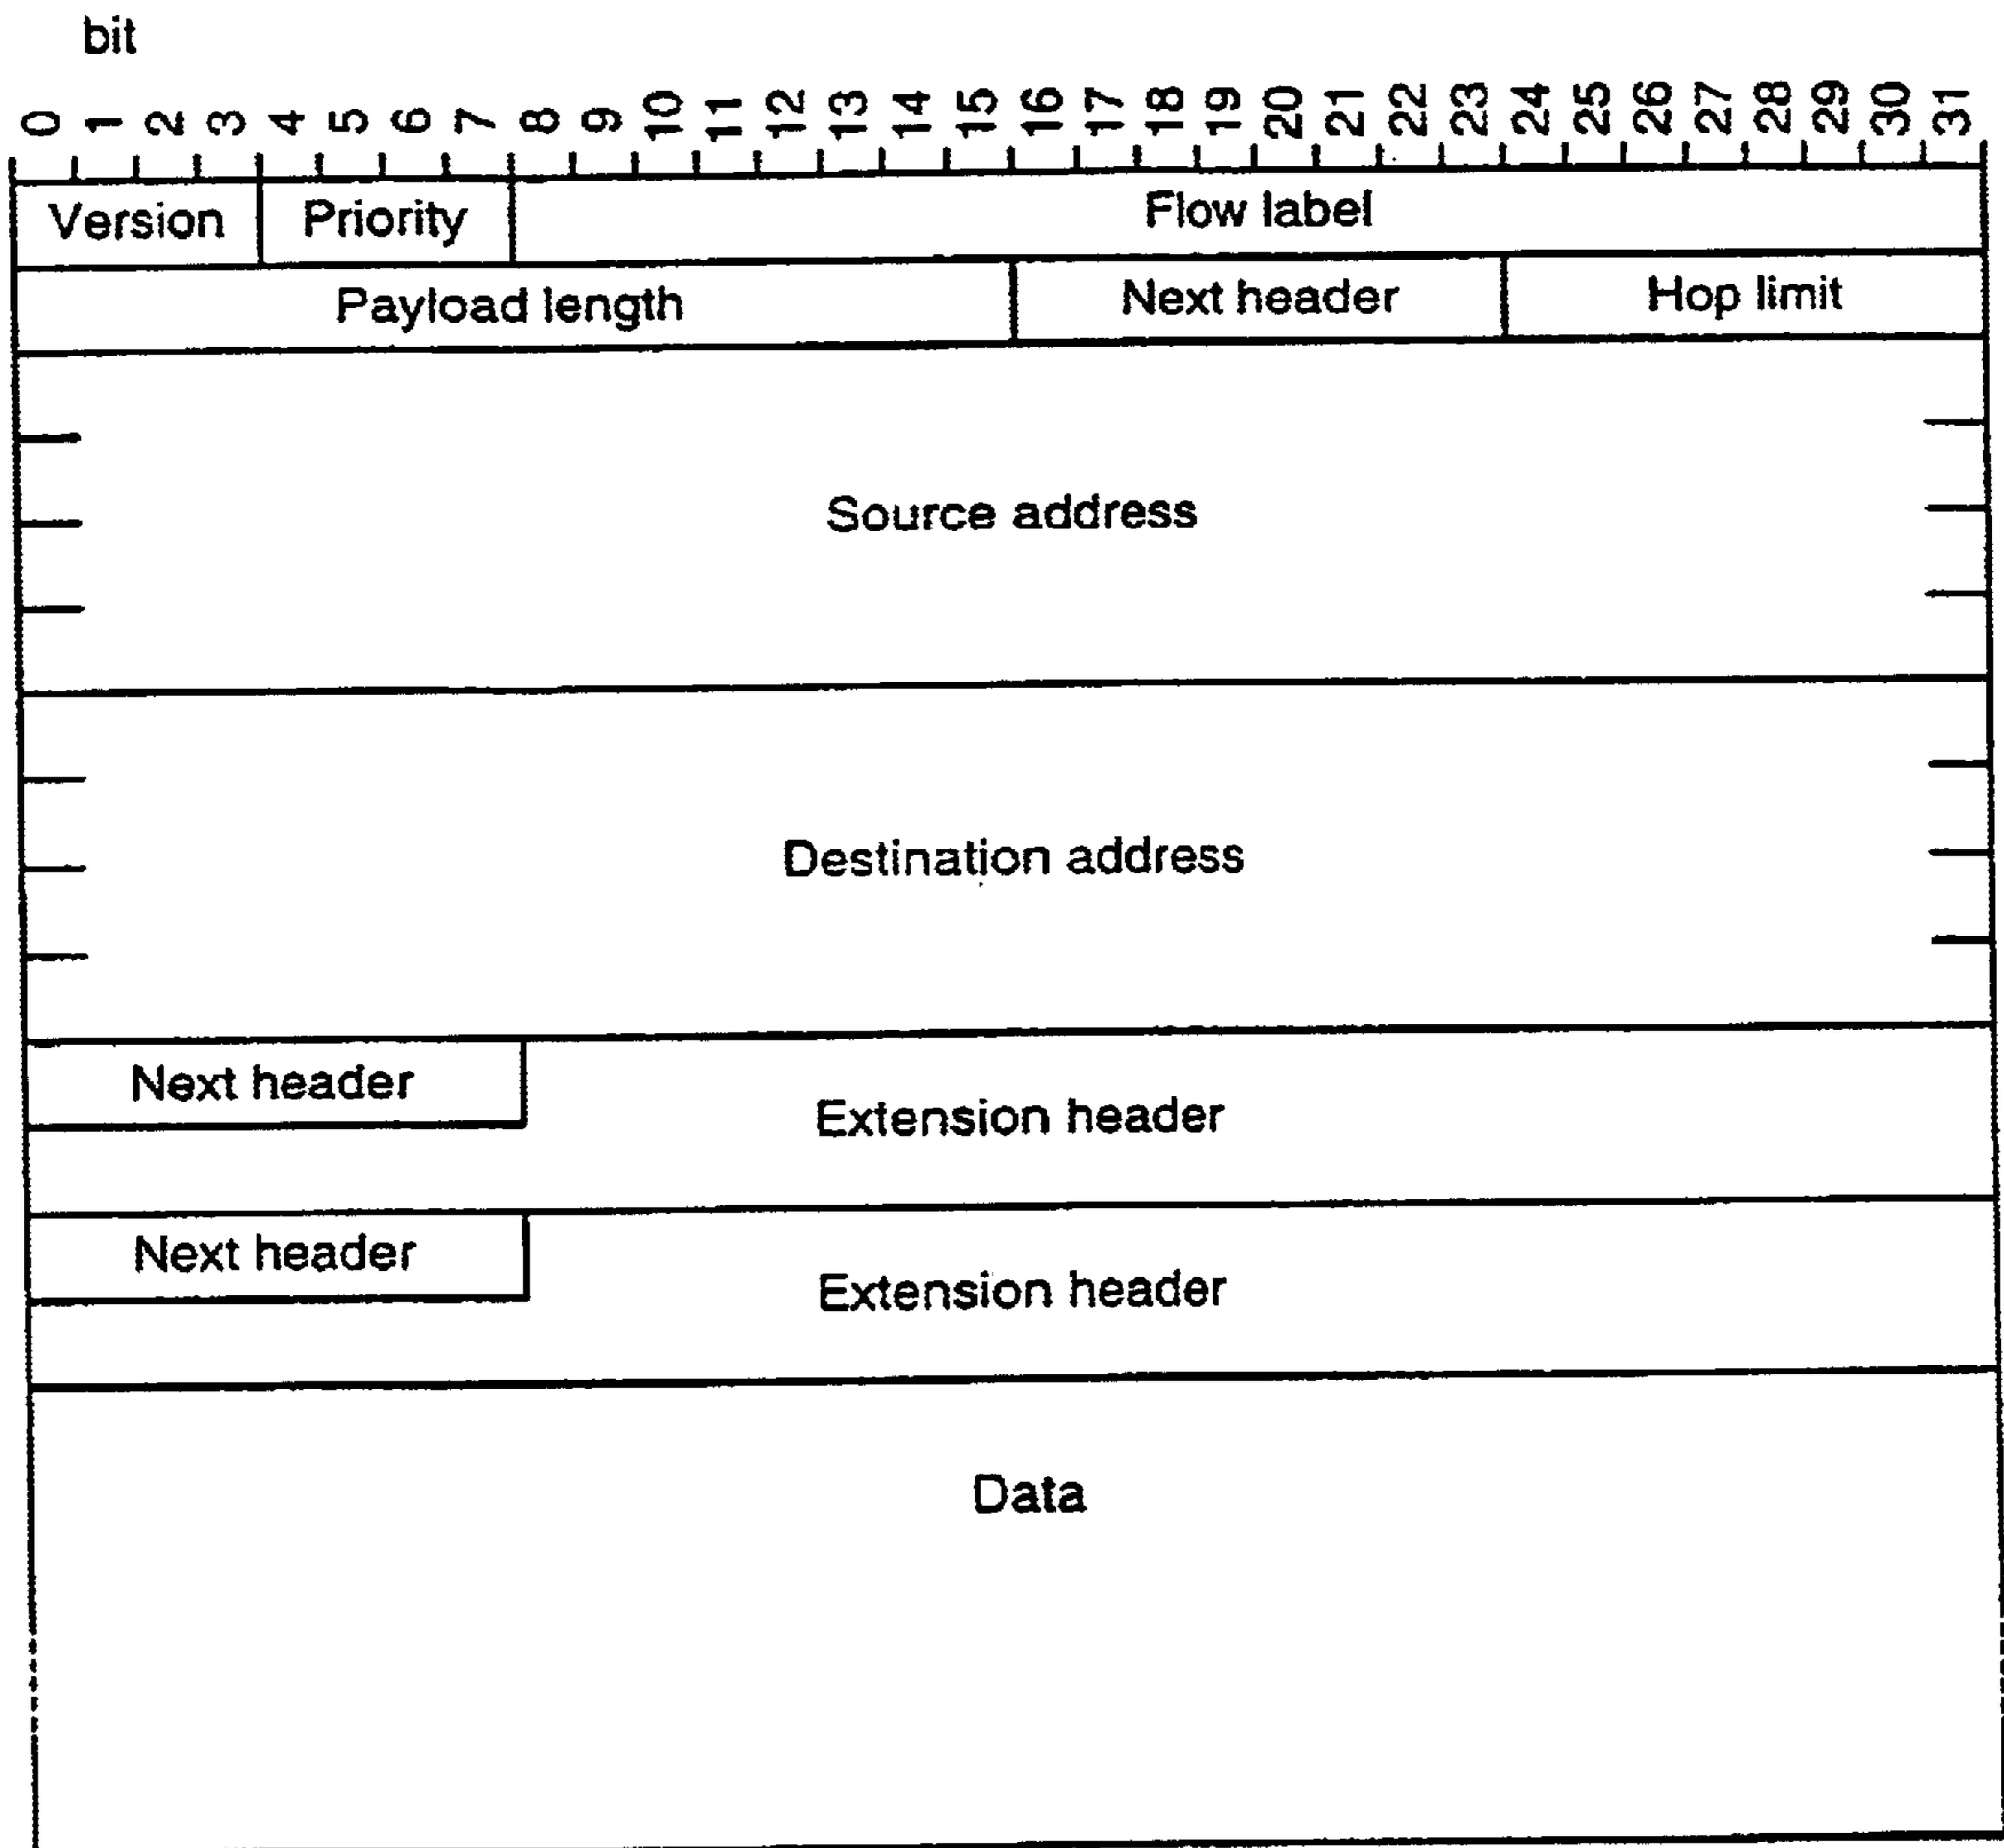 bit
0 1 2 3 4 5 6 7 8 9 10 11 12 13 14 15 16 17 18 19 20 21 22 23 24 25 26 27 28 29 30 31
Version Priority Flow label
Payload length Next header Hop limit
Source address
Destination address
Next header
Extension header
Next header
Extension header
Data